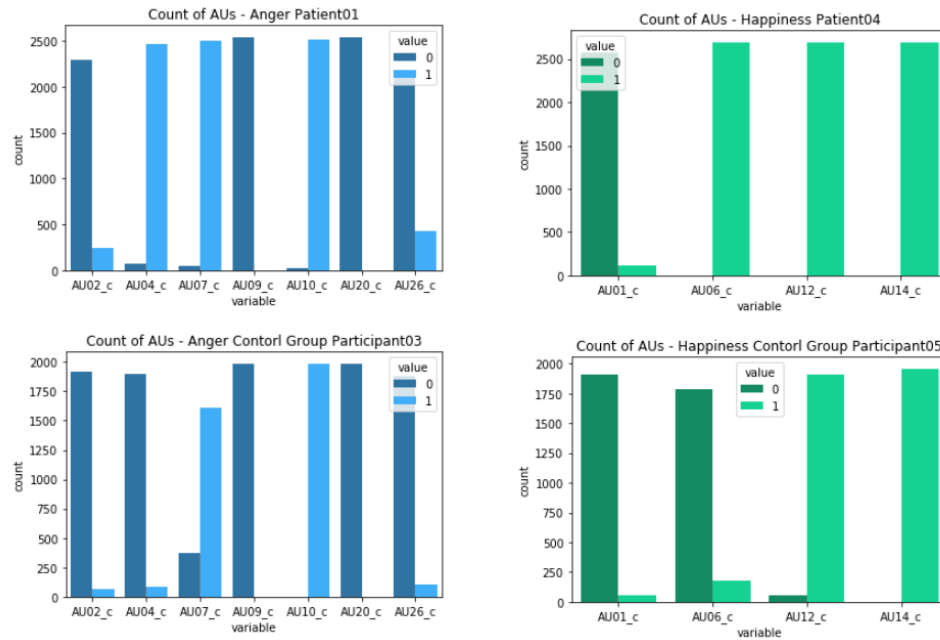 Count of AUs - Anger Patient01
value
0
1
2500
2000
1500
1000
500
0
count
AU02_c AU04_c AU07_c AU09_c AU10_c AU20_c AU26_c
variable
Count of AUs - Happiness Patient04
value
0
1
2500
2000
1500
1000
500
0
count
AU01_c AU06_c AU12_c AU14_c
variable
Count of AUs - Anger Contorl Group Participant03
value
0
1
2000
1750
1500
1250
1000
750
500
250
0
count
AU02_c AU04_c AU07_c AU09_c AU10_c AU20_c AU26_c
variable
Count of AUs - Happiness Contorl Group Participant05
value
0
1
2000
1750
1500
1250
1000
750
500
250
0
count
AU01_c AU06_c AU12_c AU14_c
variable